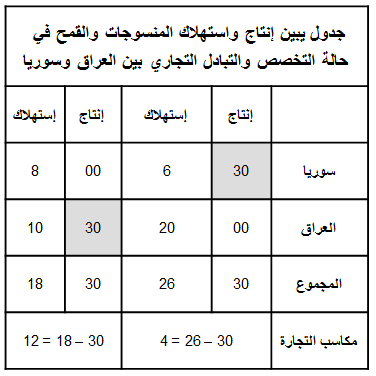 جدول يبين إنتاج واستهلاك المنسوجات والقمح في
حالة التخصص والتبادل التجاري بين العراق وسوريا
إنتاج إستهلاك إنتاج إستهلاك
سوريا 30 6 00 8
العراق 00 20 30 10
المجموع 30 26 30 18
مكاسب التجارة 30 – 26 = 4 30 – 18 = 12